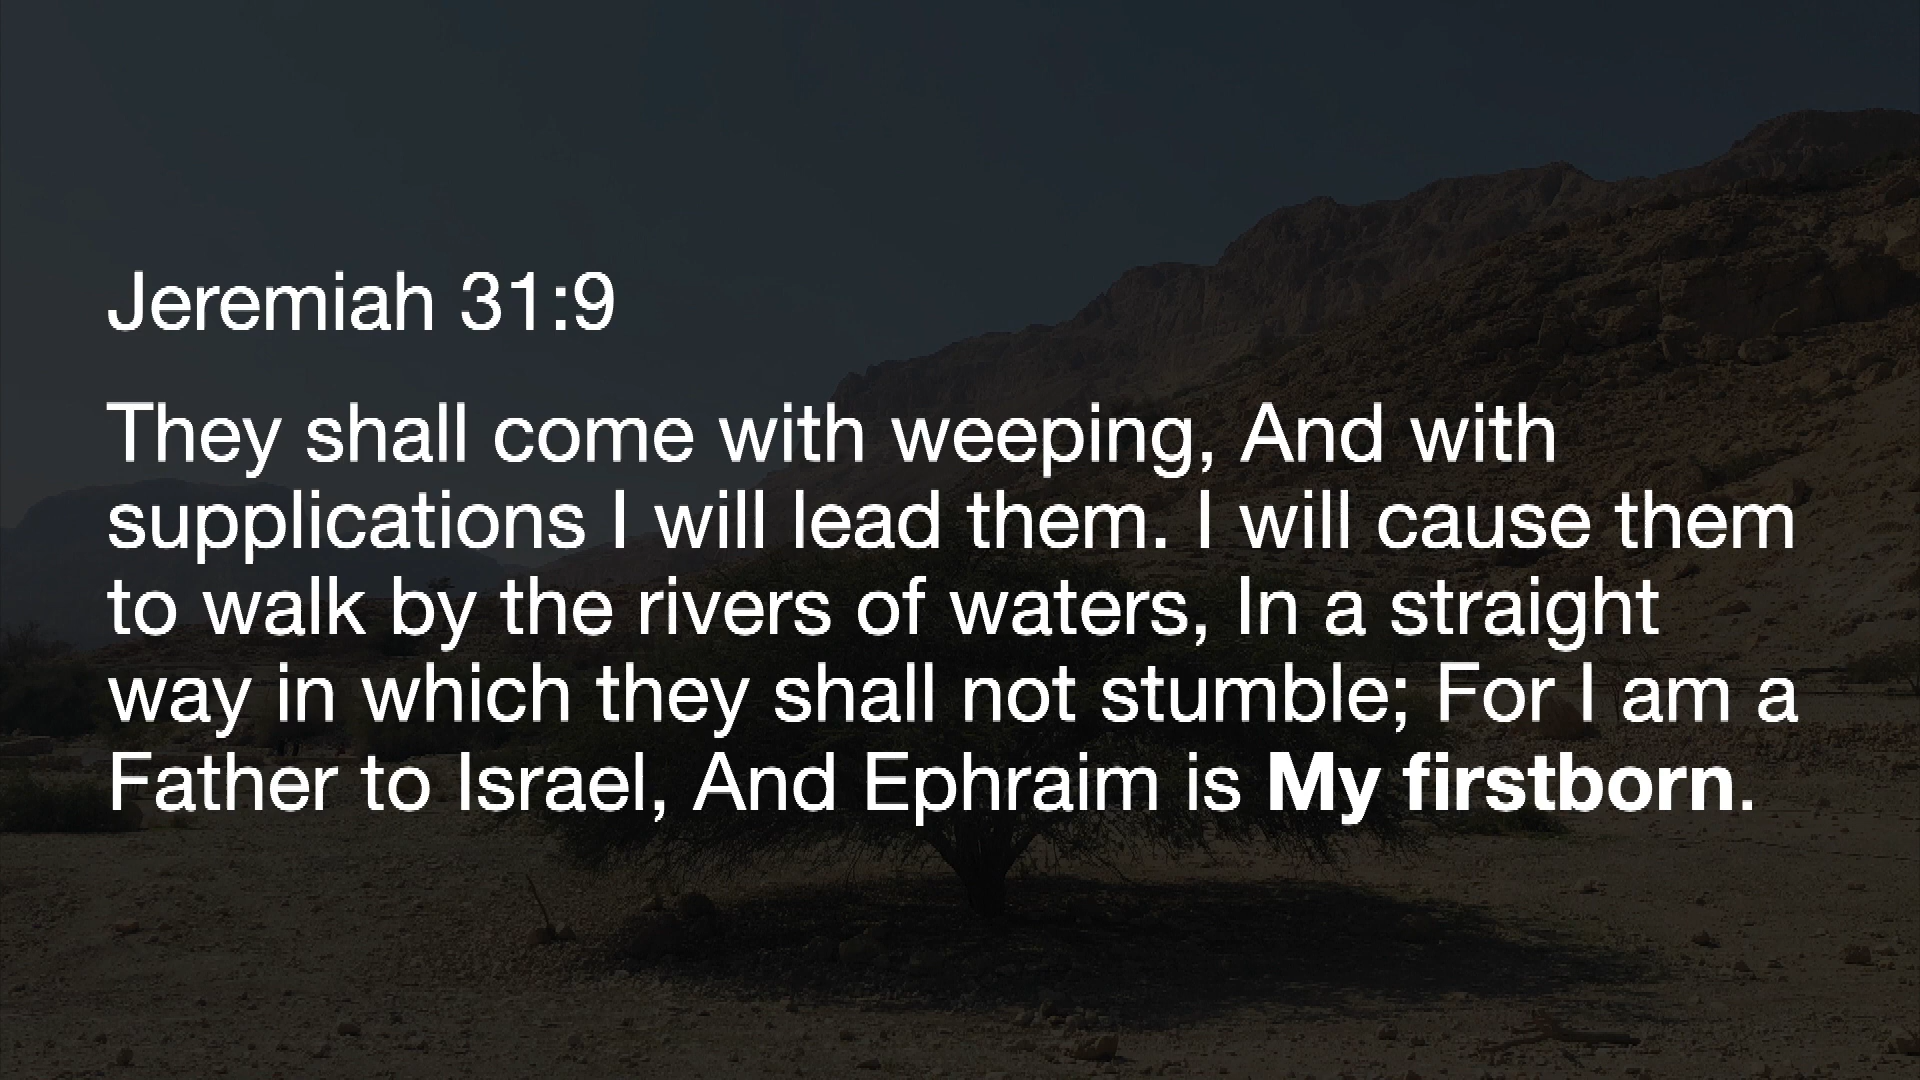 Jeremiah 31:9
They shall come with weeping, And with
supplications I will lead them. I will cause them
to walk by the rivers of waters, In a straight
way in which they shall not stumble; For I am a
Father to Israel, And Ephraim is My firstborn.